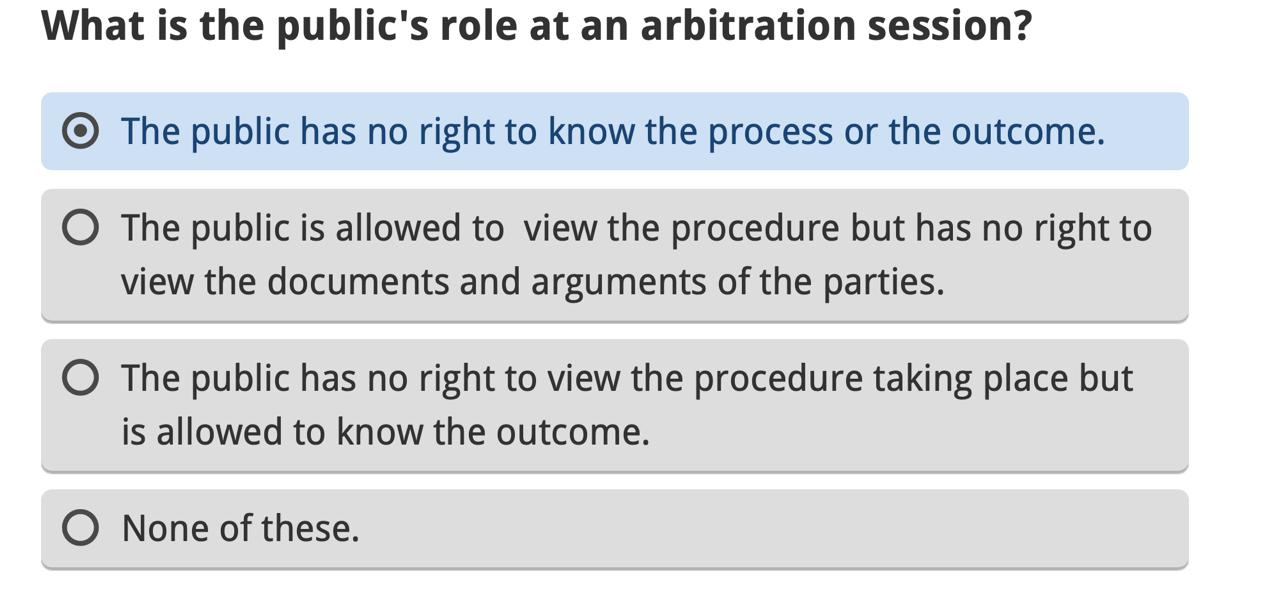 What is the public's role at an arbitration session?
The public has no right to know the process or the outcome.
The public is allowed to  view the procedure but has no right to
view the documents and arguments of the parties.
The public has no right to view the procedure taking place but
is allowed to know the outcome.
None of these.